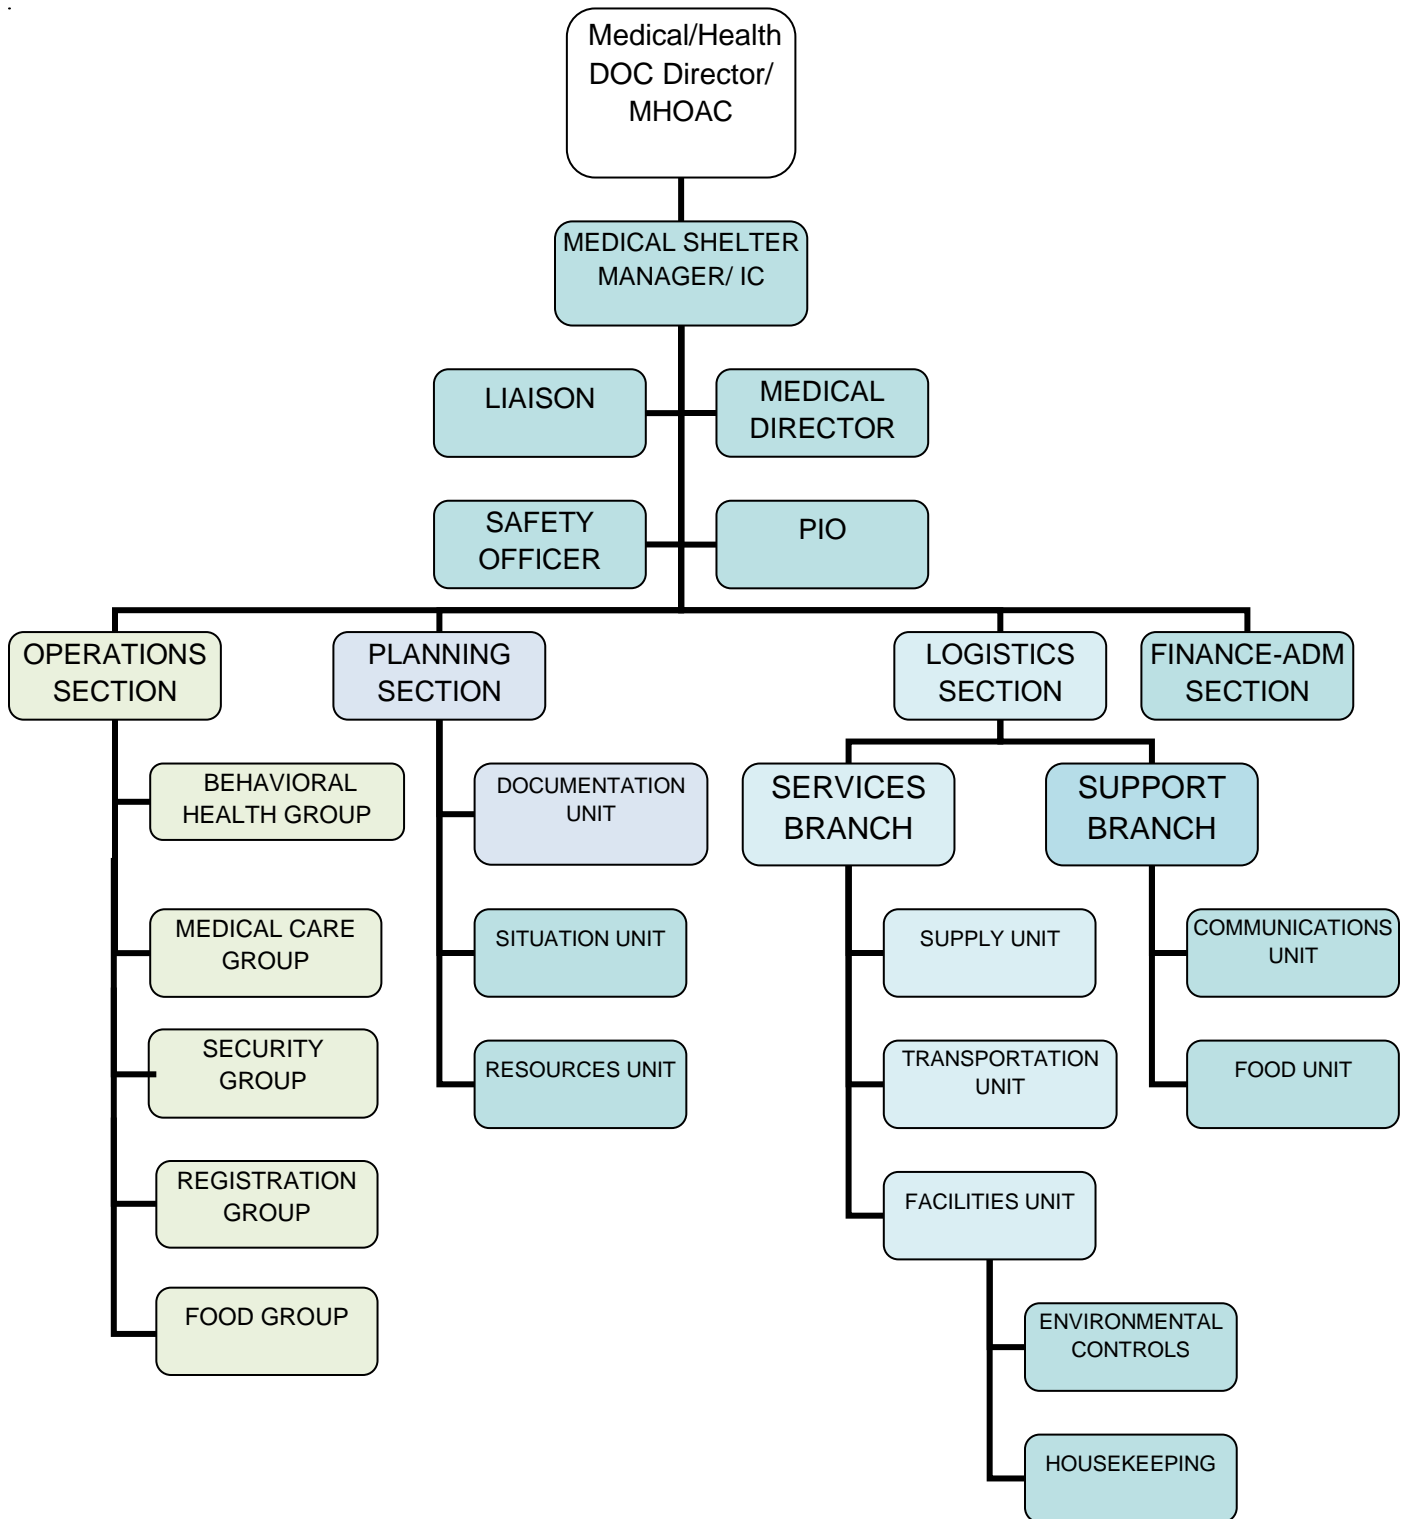 Medical/Health
DOC Director/
MHOAC
MEDICAL SHELTER
MANAGER/ IC
LIAISON
MEDICAL
DIRECTOR
SAFETY
OFFICER
PIO
OPERATIONS
SECTION
PLANNING
SECTION
LOGISTICS
SECTION
FINANCE-ADM
SECTION
BEHAVIORAL
HEALTH GROUP
DOCUMENTATION
UNIT
SERVICES
BRANCH
SUPPORT
BRANCH
MEDICAL CARE
GROUP
SITUATION UNIT
SUPPLY UNIT
COMMUNICATIONS
UNIT
SECURITY
GROUP
RESOURCES UNIT
TRANSPORTATION
UNIT
FOOD UNIT
REGISTRATION
GROUP
FACILITIES UNIT
FOOD GROUP
ENVIRONMENTAL
CONTROLS
HOUSEKEEPING